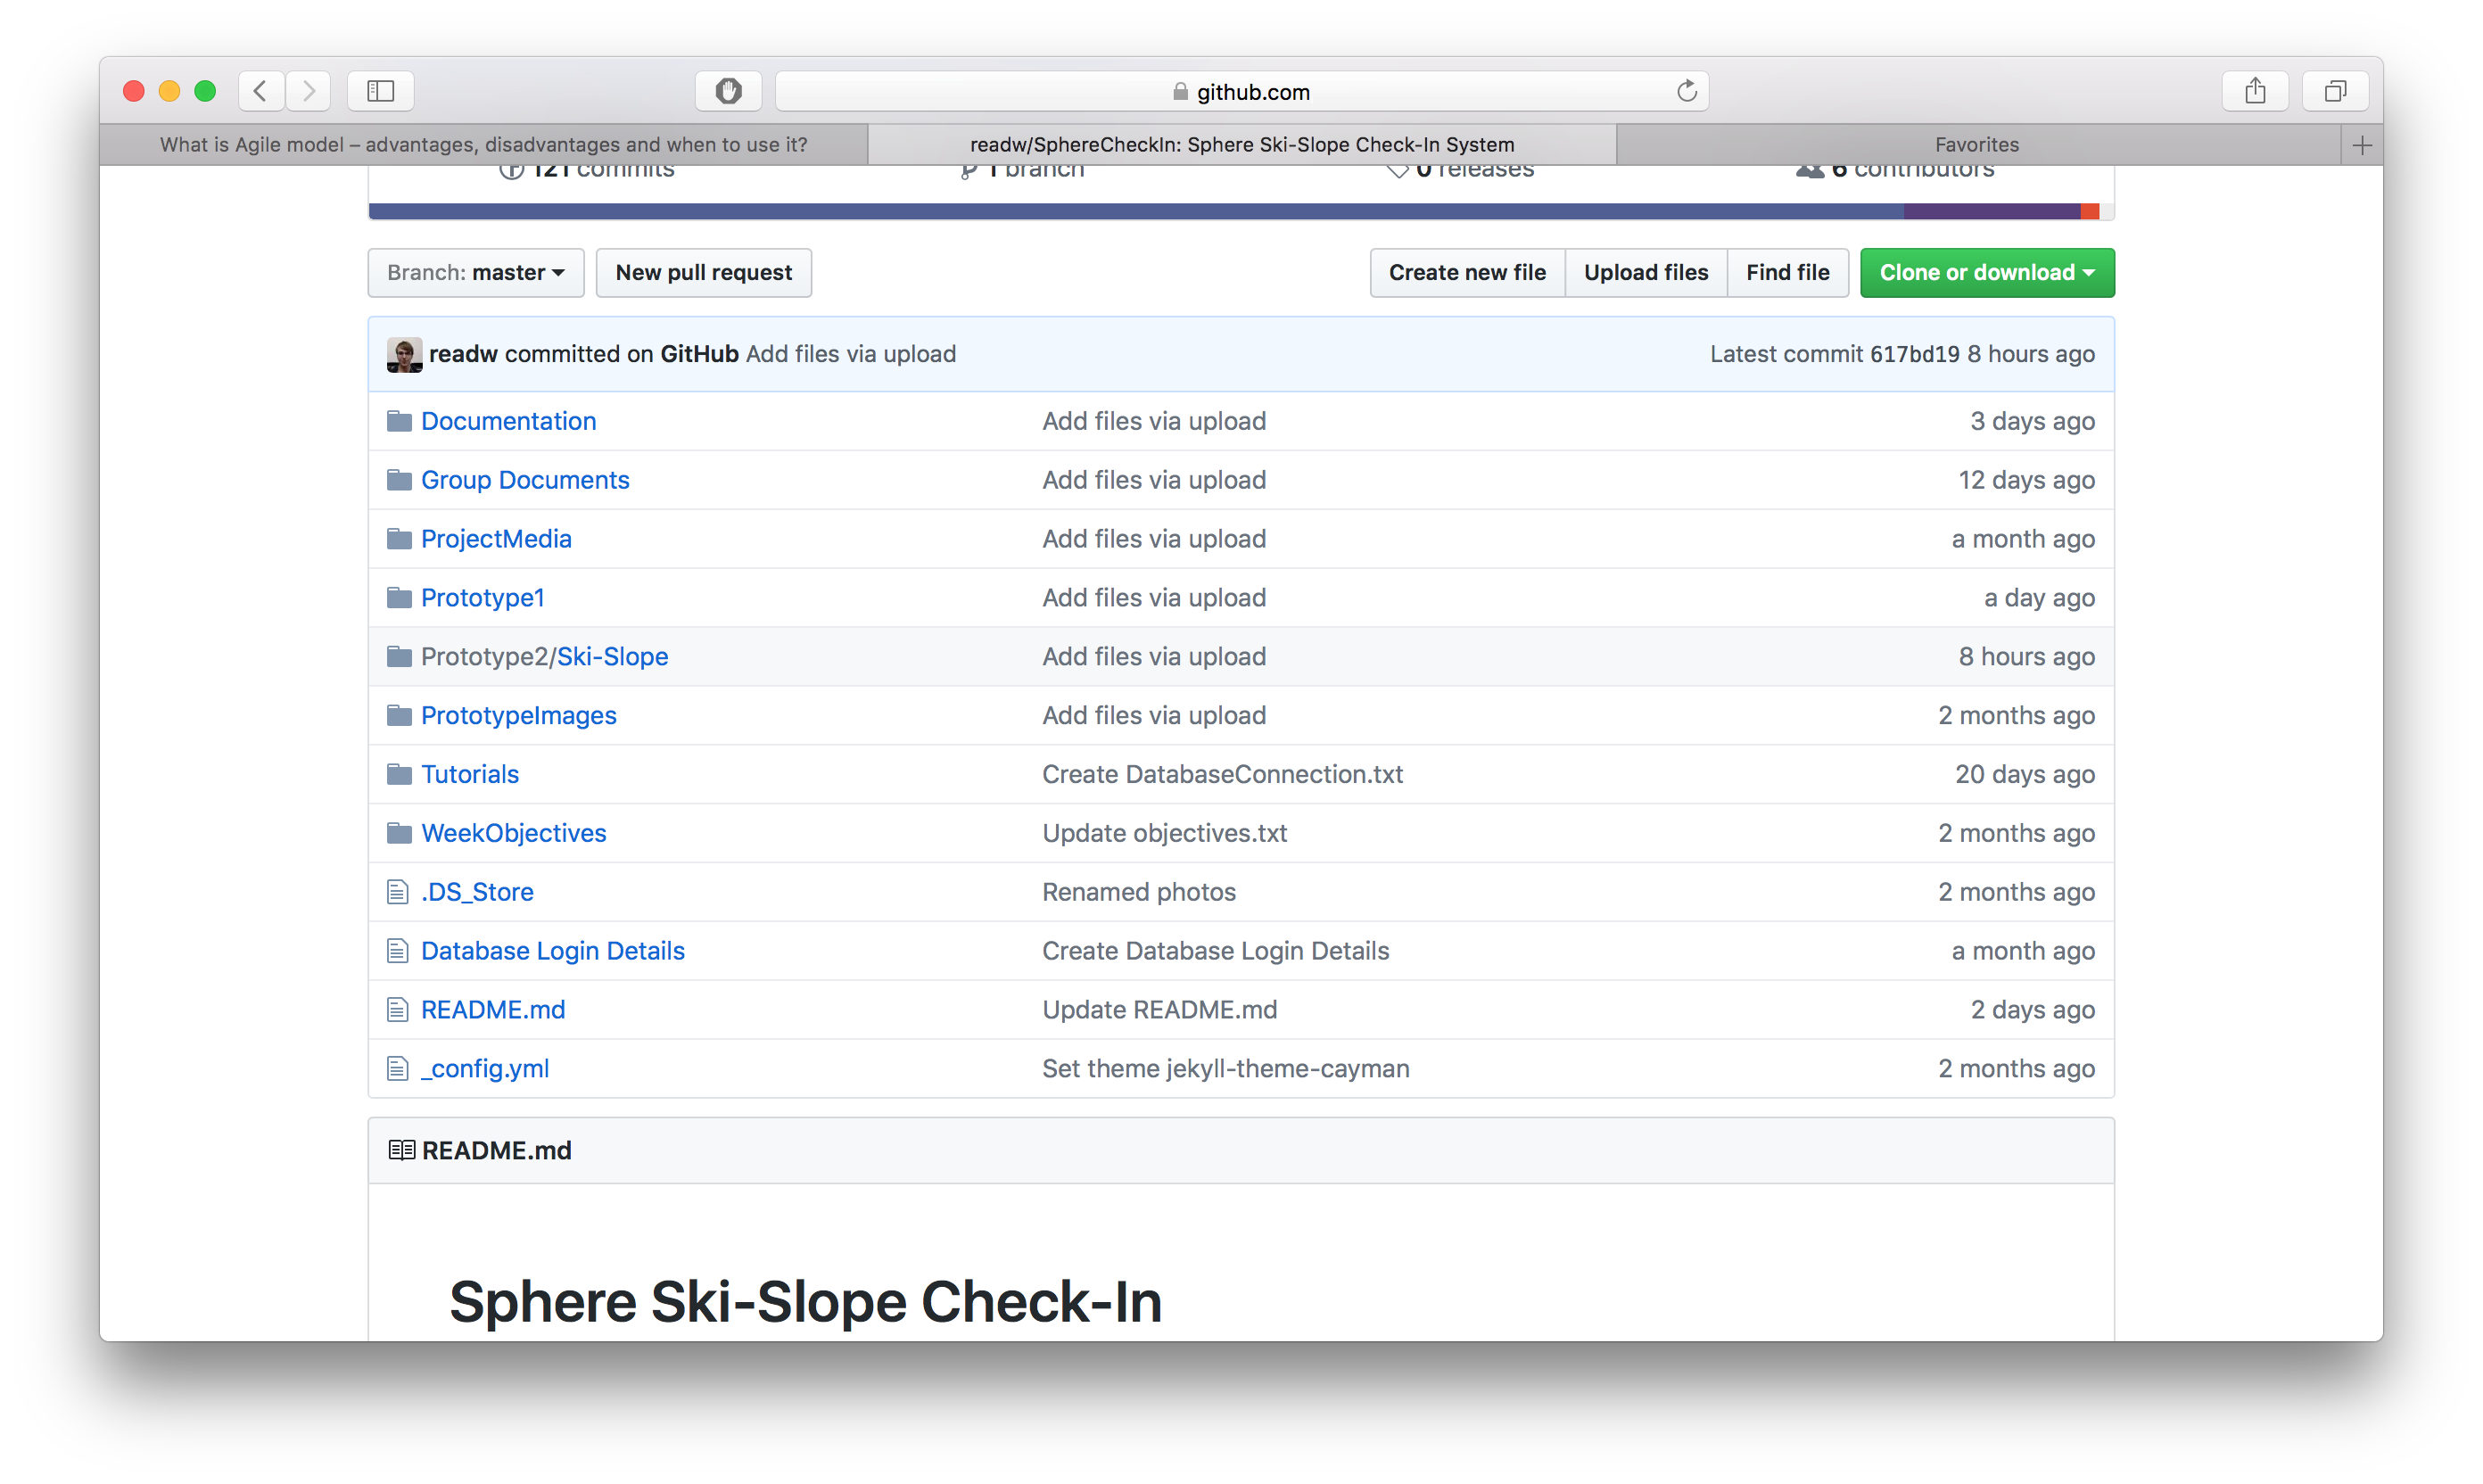 github.com
What is Agile model – advantages, disadvantages and when to use it?
readw/SphereCheckIn: Sphere Ski-Slope Check-In System
Favorites
121 commits
1 branch
0 releases
6 contributors
Branch: master
New pull request
Create new file
Upload files
Find file
Clone or download
readw committed on GitHub Add files via upload
Latest commit 617bd19 8 hours ago
Documentation Add files via upload 3 days ago
Group Documents Add files via upload 12 days ago
ProjectMedia Add files via upload a month ago
Prototype1 Add files via upload a day ago
Prototype2/Ski-Slope Add files via upload 8 hours ago
PrototypeImages Add files via upload 2 months ago
Tutorials Create DatabaseConnection.txt 20 days ago
WeekObjectives Update objectives.txt 2 months ago
.DS_Store Renamed photos 2 months ago
Database Login Details Create Database Login Details a month ago
README.md Update README.md 2 days ago
_config.yml Set theme jekyll-theme-cayman 2 months ago
README.md
Sphere Ski-Slope Check-In